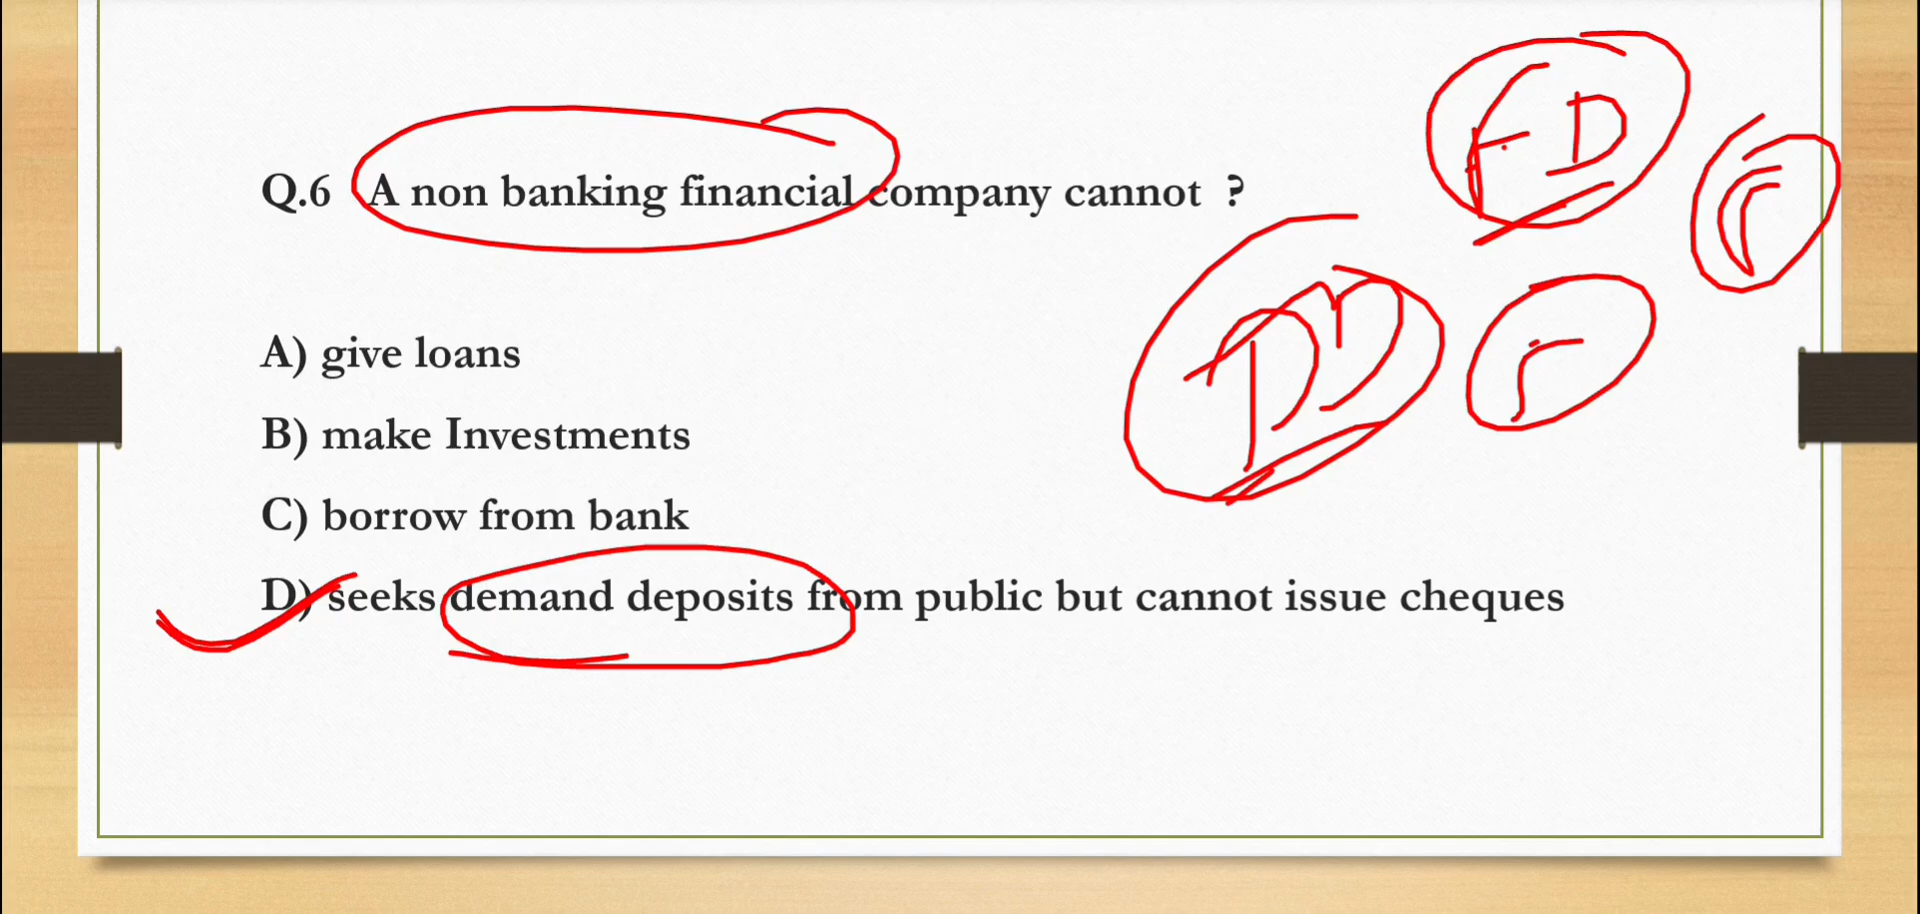 Q.6 A non banking financial company cannot ?
FD
A) give loans
B) make Investments
C) borrow from bank
D) seeks demand deposits from public but cannot issue cheques